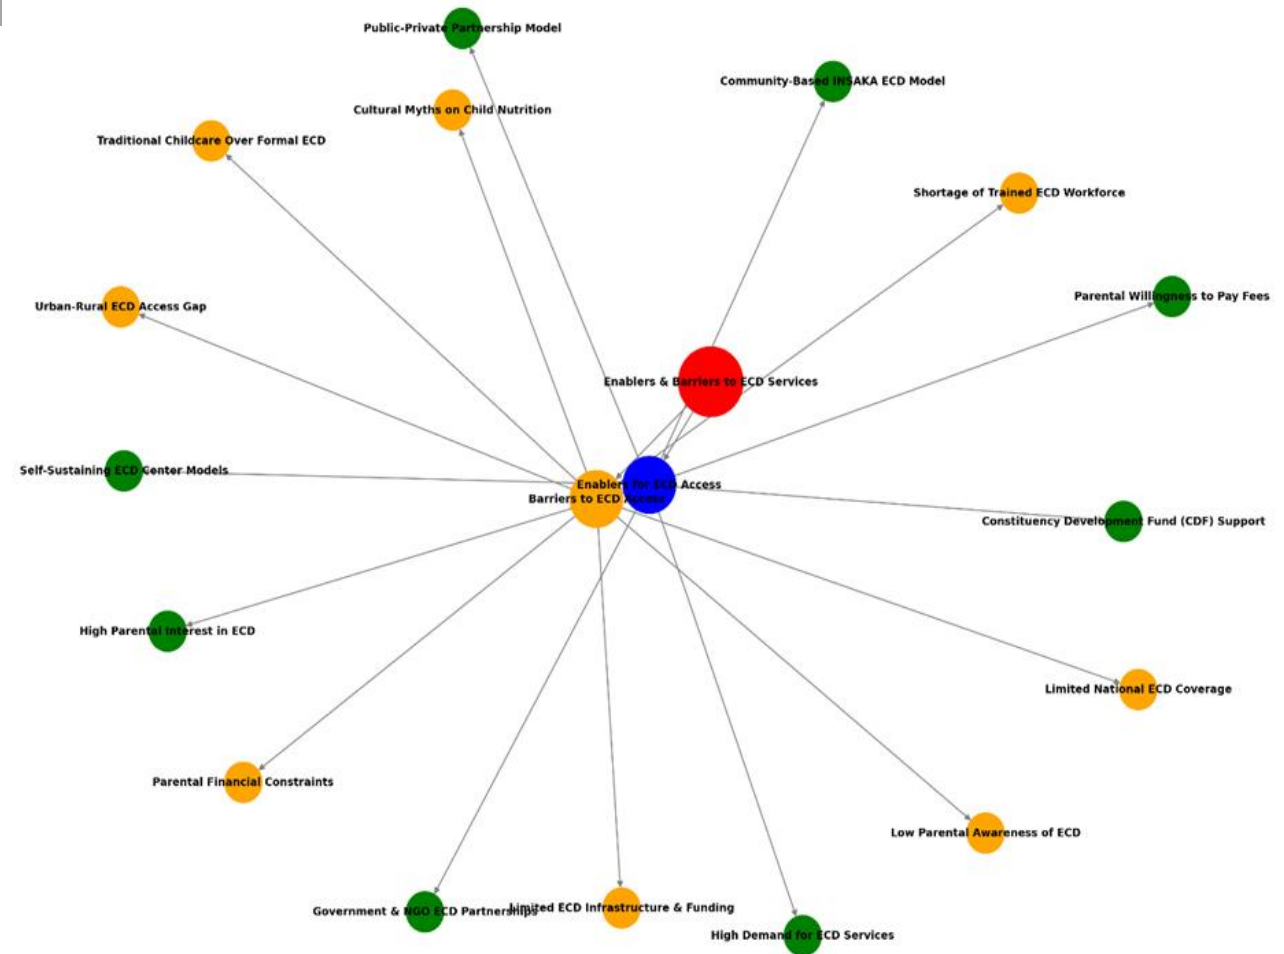 Public-Private Partnership Model
Community-Based INSAKA ECD Model
Cultural Myths on Child Nutrition
Traditional Childcare Over Formal ECD
Shortage of Trained ECD Workforce
Parental Willingness to Pay Fees
Urban-Rural ECD Access Gap
Enablers & Barriers to ECD Services
Self-Sustaining ECD Center Models
Enablers for ECD Access
Barriers to ECD Access
Constituency Development Fund (CDF) Support
High Parental Interest in ECD
Limited National ECD Coverage
Parental Financial Constraints
Low Parental Awareness of ECD
Government & NGO ECD Partnerships
Limited ECD Infrastructure & Funding
High Demand for ECD Services